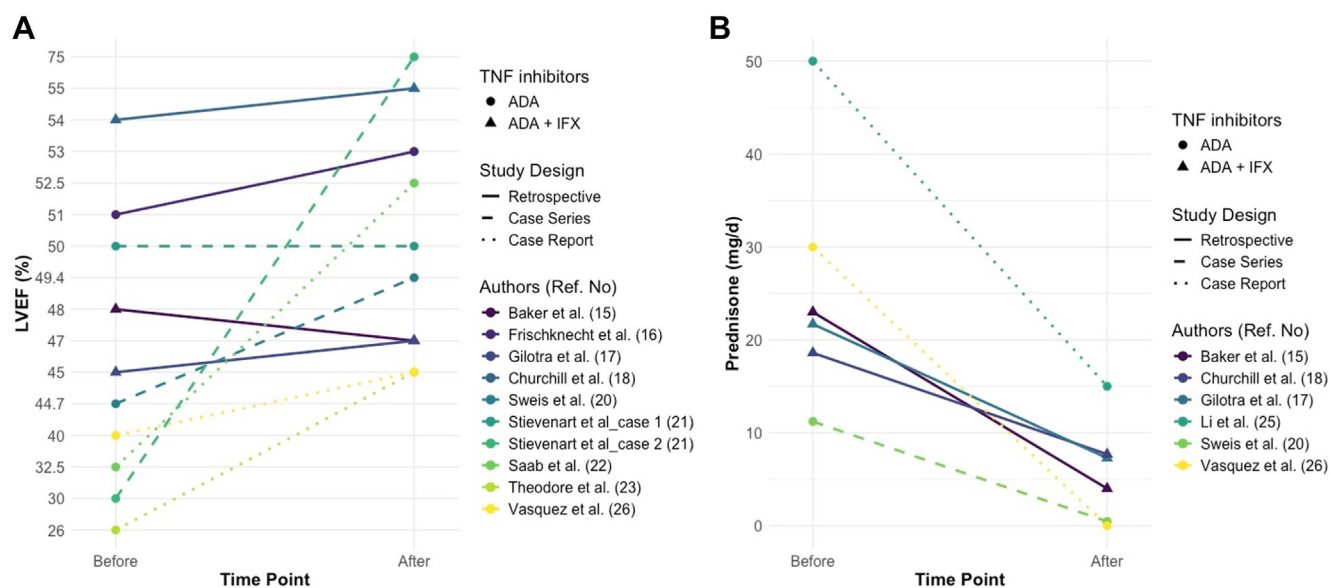 A
75
55
54
53
52.5
51
50
49.4
48
47
45
44.7
40
32.5
30
26
LVEF (%)
Before
After
Time Point
TNF inhibitors
ADA
ADA + IFX
Study Design
Retrospective
Case Series
Case Report
Authors (Ref. No)
Baker et al. (15)
Frischknecht et al. (16)
Gilotra et al. (17)
Churchill et al. (18)
Sweis et al. (20)
Stievenart et al_case 1 (21)
Stievenart et al_case 2 (21)
Saab et al. (22)
Theodore et al. (23)
Vasquez et al. (26)
B
50
40
30
20
10
0
Prednisone (mg/d)
Before
After
Time Point
TNF inhibitors
ADA
ADA + IFX
Study Design
Retrospective
Case Series
Case Report
Authors (Ref. No)
Baker et al. (15)
Churchill et al. (18)
Gilotra et al. (17)
Li et al. (25)
Sweis et al. (20)
Vasquez et al. (26)